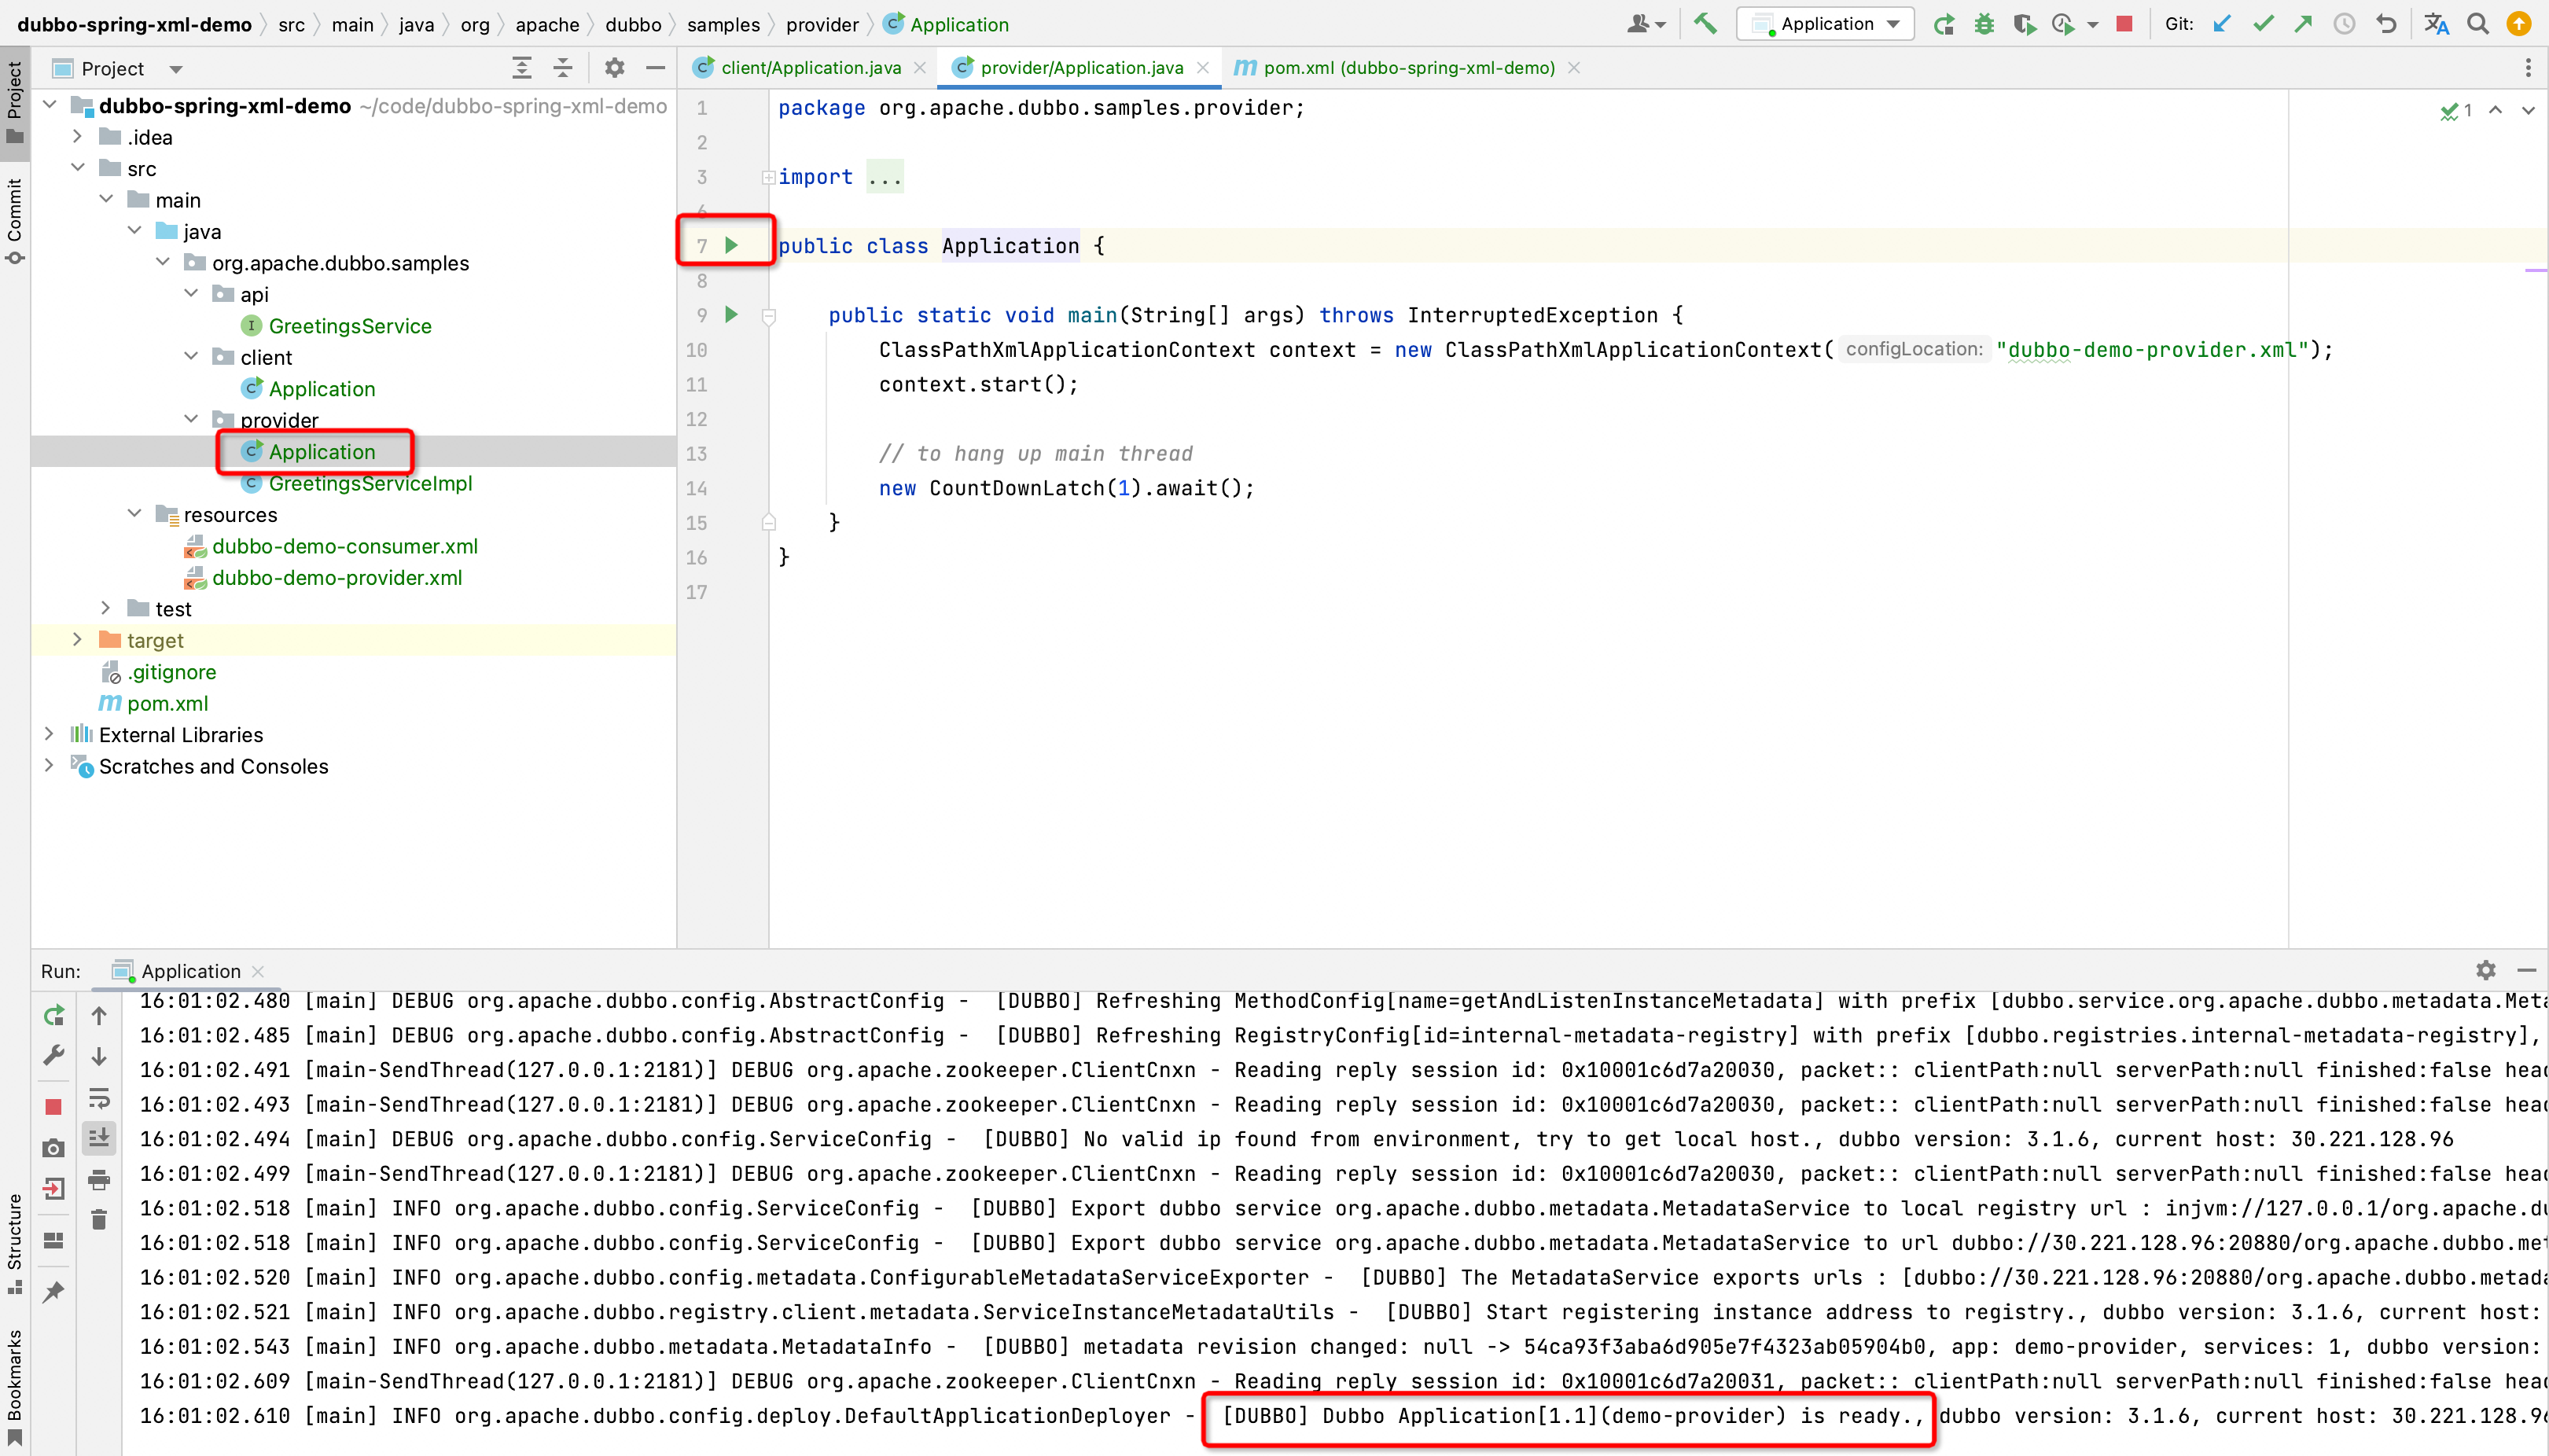 dubbo-spring-xml-demo src main java org apache dubbo samples provider Application
Application Git:
Project
client/Application.java provider/Application.java pom.xml (dubbo-spring-xml-demo)
Project
Commit
Structure
Bookmarks
dubbo-spring-xml-demo ~/code/dubbo-spring-xml-demo
.idea
src
main
java
org.apache.dubbo.samples
api
GreetingsService
client
Application
provider
Application
GreetingsServiceImpl
resources
dubbo-demo-consumer.xml
dubbo-demo-provider.xml
test
target
.gitignore
pom.xml
External Libraries
Scratches and Consoles
1 package org.apache.dubbo.samples.provider;
1
2
3 import ...
6
7 public class Application {
8
9 public static void main(String[] args) throws InterruptedException {
10 ClassPathXmlApplicationContext context = new ClassPathXmlApplicationContext( configLocation: "dubbo-demo-provider.xml");
11 context.start();
12
13 // to hang up main thread
14 new CountDownLatch(1).await();
15 }
16 }
17
Run: Application
16:01:02.480 [main] DEBUG org.apache.dubbo.config.AbstractConfig - [DUBBO] Refreshing MethodConfig[name=getAndListenInstanceMetadata] with prefix [dubbo.service.org.apache.dubbo.metadata.Meta
16:01:02.485 [main] DEBUG org.apache.dubbo.config.AbstractConfig - [DUBBO] Refreshing RegistryConfig[id=internal-metadata-registry] with prefix [dubbo.registries.internal-metadata-registry],
16:01:02.491 [main-SendThread(127.0.0.1:2181)] DEBUG org.apache.zookeeper.ClientCnxn - Reading reply session id: 0x10001c6d7a20030, packet:: clientPath:null serverPath:null finished:false head
16:01:02.493 [main-SendThread(127.0.0.1:2181)] DEBUG org.apache.zookeeper.ClientCnxn - Reading reply session id: 0x10001c6d7a20030, packet:: clientPath:null serverPath:null finished:false head
16:01:02.494 [main] DEBUG org.apache.dubbo.config.ServiceConfig - [DUBBO] No valid ip found from environment, try to get local host., dubbo version: 3.1.6, current host: 30.221.128.96
16:01:02.499 [main-SendThread(127.0.0.1:2181)] DEBUG org.apache.zookeeper.ClientCnxn - Reading reply session id: 0x10001c6d7a20030, packet:: clientPath:null serverPath:null finished:false head
16:01:02.518 [main] INFO org.apache.dubbo.config.ServiceConfig - [DUBBO] Export dubbo service org.apache.dubbo.metadata.MetadataService to local registry url : injvm://127.0.0.1/org.apache.du
16:01:02.518 [main] INFO org.apache.dubbo.config.ServiceConfig - [DUBBO] Export dubbo service org.apache.dubbo.metadata.MetadataService to url dubbo://30.221.128.96:20880/org.apache.dubbo.met
16:01:02.520 [main] INFO org.apache.dubbo.config.metadata.ConfigurableMetadataServiceExporter - [DUBBO] The MetadataService exports urls : [dubbo://30.221.128.96:20880/org.apache.dubbo.metada
16:01:02.521 [main] INFO org.apache.dubbo.registry.client.metadata.ServiceInstanceMetadataUtils - [DUBBO] Start registering instance address to registry., dubbo version: 3.1.6, current host:
16:01:02.543 [main] INFO org.apache.dubbo.metadata.MetadataInfo - [DUBBO] metadata revision changed: null -> 54ca93f3aba6d905e7f4323ab05904b0, app: demo-provider, services: 1, dubbo version:
16:01:02.609 [main-SendThread(127.0.0.1:2181)] DEBUG org.apache.zookeeper.ClientCnxn - Reading reply session id: 0x10001c6d7a20031, packet:: clientPath:null serverPath:null finished:false head
16:01:02.610 [main] INFO org.apache.dubbo.config.deploy.DefaultApplicationDeployer - [DUBBO] Dubbo Application[1.1](demo-provider) is ready., dubbo version: 3.1.6, current host: 30.221.128.96